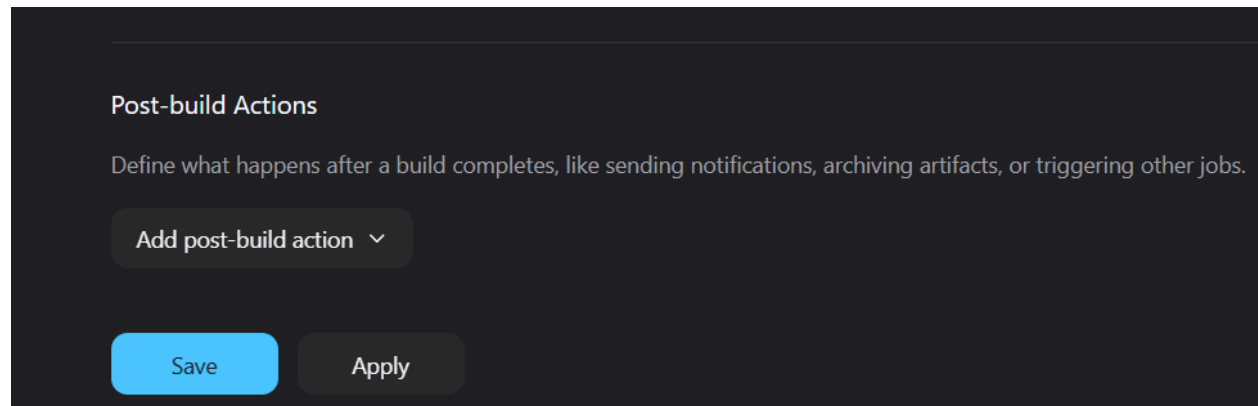 Post-build Actions
Define what happens after a build completes, like sending notifications, archiving artifacts, or triggering other jobs.
Add post-build action
Save
Apply